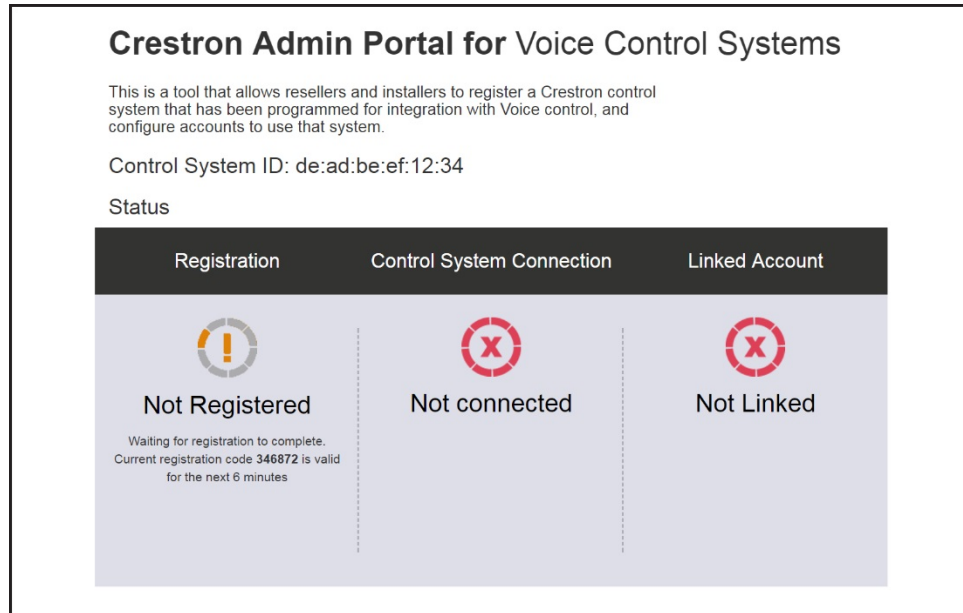 Crestron Admin Portal for Voice Control Systems
This is a tool that allows resellers and installers to register a Crestron control
system that has been programmed for integration with Voice control, and
configure accounts to use that system.
Control System ID: de:ad:be:ef:12:34
Status
Registration
Control System Connection
Linked Account
!
X
X
Not Registered
Not connected
Not Linked
Waiting for registration to complete.
Current registration code 346872 is valid
for the next 6 minutes